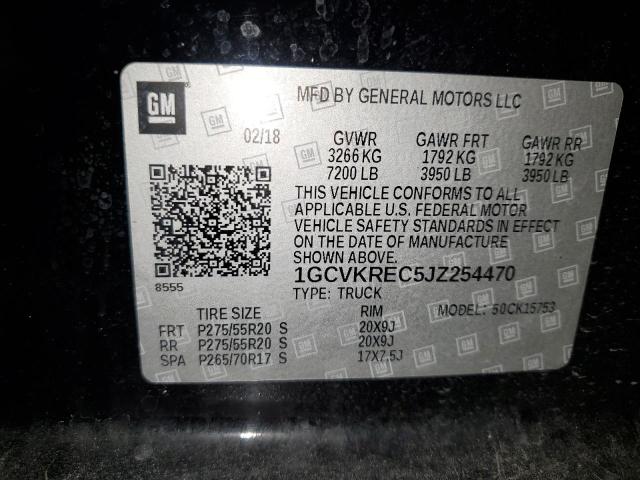 GM
MFD BY GENERAL MOTORS LLC
02/18 GVWR GAWR FRT GAWR RR
3266 KG 1792 KG 1792 KG
7200 LB 3950 LB 3950 LB
THIS VEHICLE CONFORMS TO ALL
APPLICABLE U.S. FEDERAL MOTOR
VEHICLE SAFETY STANDARDS IN EFFECT
ON THE DATE OF MANUFACTURE
SHOWN ABOVE.
8555 1GCVKREC5JZ254470
TYPE: TRUCK MODEL: 50CK15753
TIRE SIZE RIM
FRT P275/55R20 S 20X9J
RR P275/55R20 S 20X9J
SPA P265/70R17 S 17X7.5J